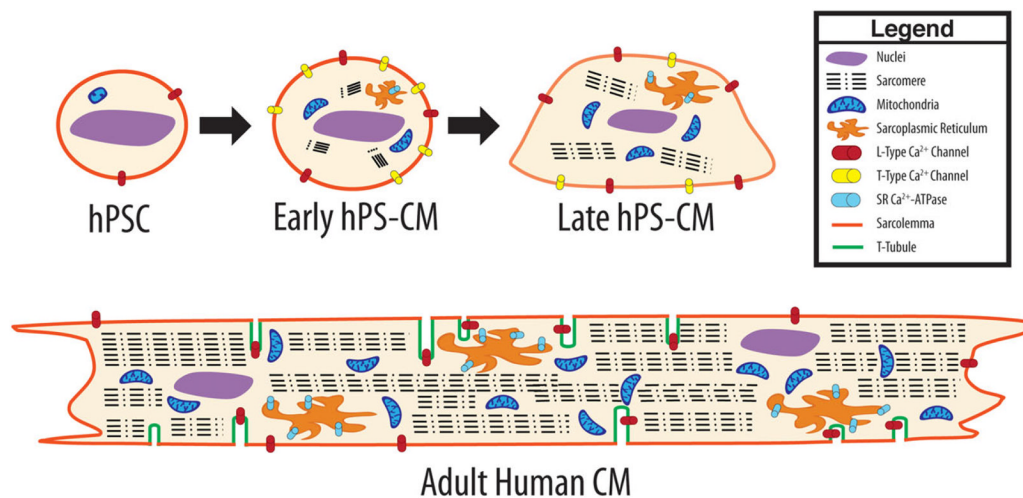 Legend
Nuclei
Sarcomere
Mitochondria
Sarcoplasmic Reticulum
L-Type Ca²⁺ Channel
T-Type Ca²⁺ Channel
SR Ca²⁺-ATPase
Sarcolemma
T-Tubule
hPSC
Early hPS-CM
Late hPS-CM
Adult Human CM